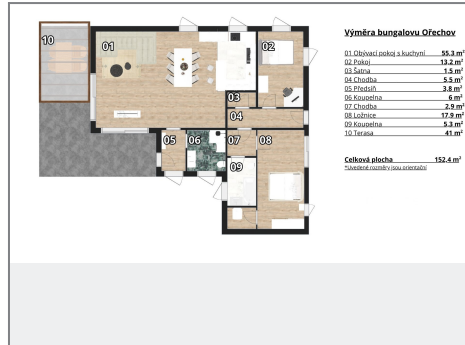 Výměra bungalovu Ořechov
01 Obývací pokoj s kuchyní 55.3 m²
02 Pokoj 13.2 m²
03 Šatna 1.5 m²
04 Chodba 5.5 m²
05 Předsíň 3.8 m²
06 Koupelna 6 m²
07 Chodba 2.9 m²
08 Ložnice 17.9 m²
09 Koupelna 5.3 m²
10 Terasa 41 m²
Celková plocha 152,4 m²
*Uvedené rozměry jsou orientační
10
01
02
03
04
05
06
07
08
09